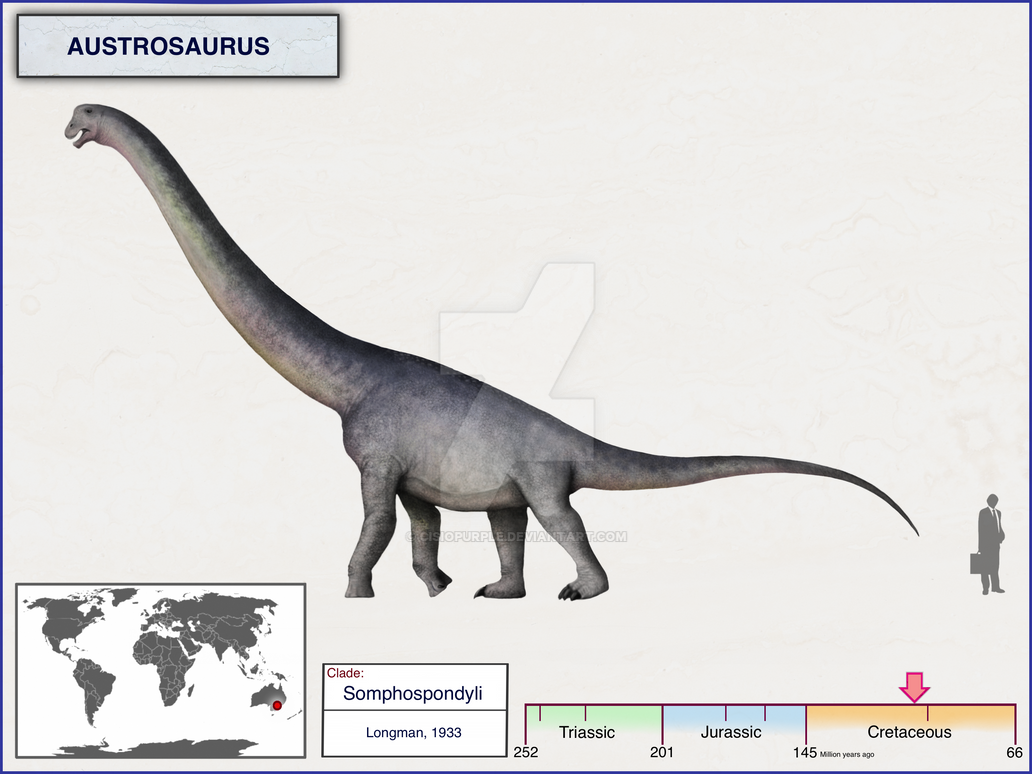 AUSTROSAURUS
© CISIOPURPLE.DEVIANTART.COM
Clade:
Somphospondyli
Longman, 1933
Triassic
Jurassic
Cretaceous
252
201
145 Million years ago
66